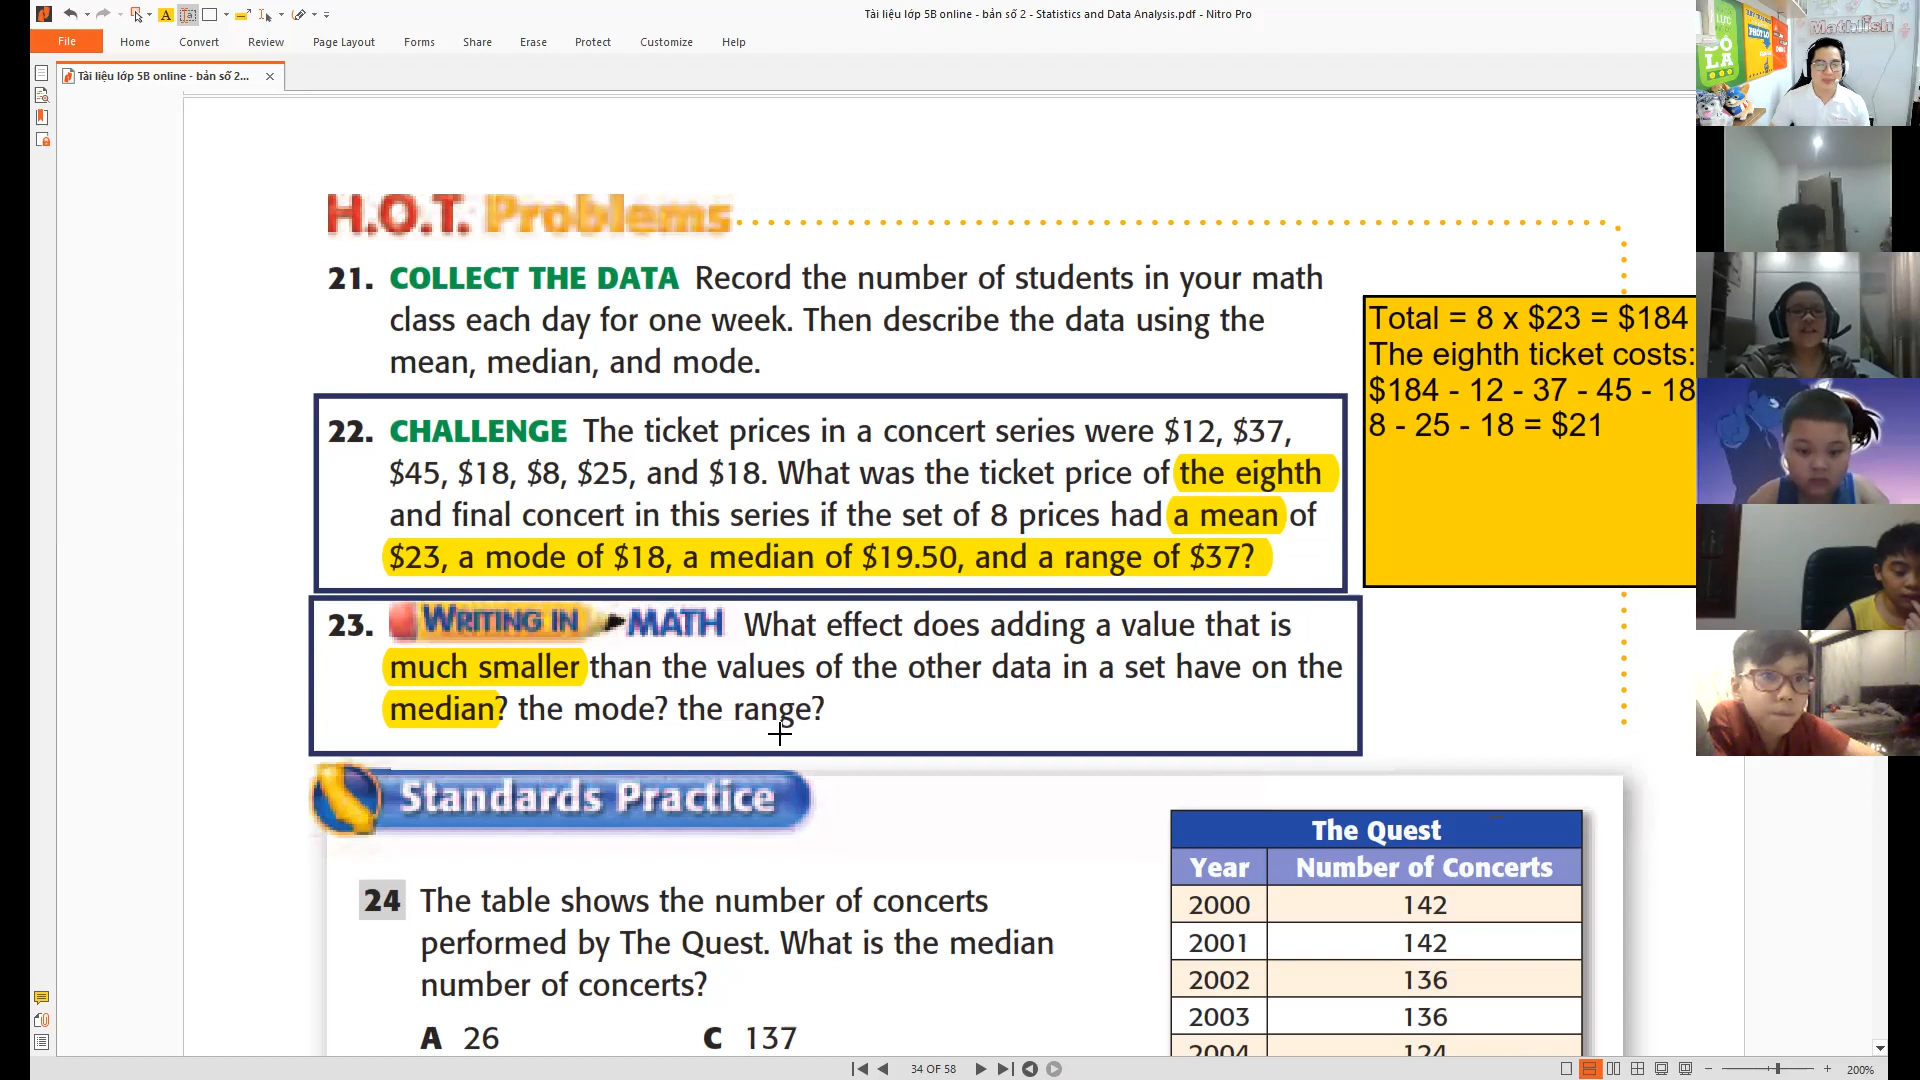 Tài liệu lớp 5B online - bản số 2 - Statistics and Data Analysis.pdf - Nitro Pro
File Home Convert Review Page Layout Forms Share Erase Protect Customize Help
Tài liệu lớp 5B online - bản số 2...
H.O.T. Problems
21. COLLECT THE DATA Record the number of students in your math
class each day for one week. Then describe the data using the
mean, median, and mode.
22. CHALLENGE The ticket prices in a concert series were $12, $37,
$45, $18, $8, $25, and $18. What was the ticket price of the eighth
and final concert in this series if the set of 8 prices had a mean of
$23, a mode of $18, a median of $19.50, and a range of $37?
Total = 8 x $23 = $184
The eighth ticket costs:
$184 - 12 - 37 - 45 - 18
8 - 25 - 18 = $21
23. WRITING IN MATH What effect does adding a value that is
much smaller than the values of the other data in a set have on the
median? the mode? the range?
Standards Practice
24 The table shows the number of concerts
performed by The Quest. What is the median
number of concerts?
A 26 C 137
The Quest
Year Number of Concerts
2000 142
2001 142
2002 136
2003 136
2004 124
Mathlish
34 OF 58
200%